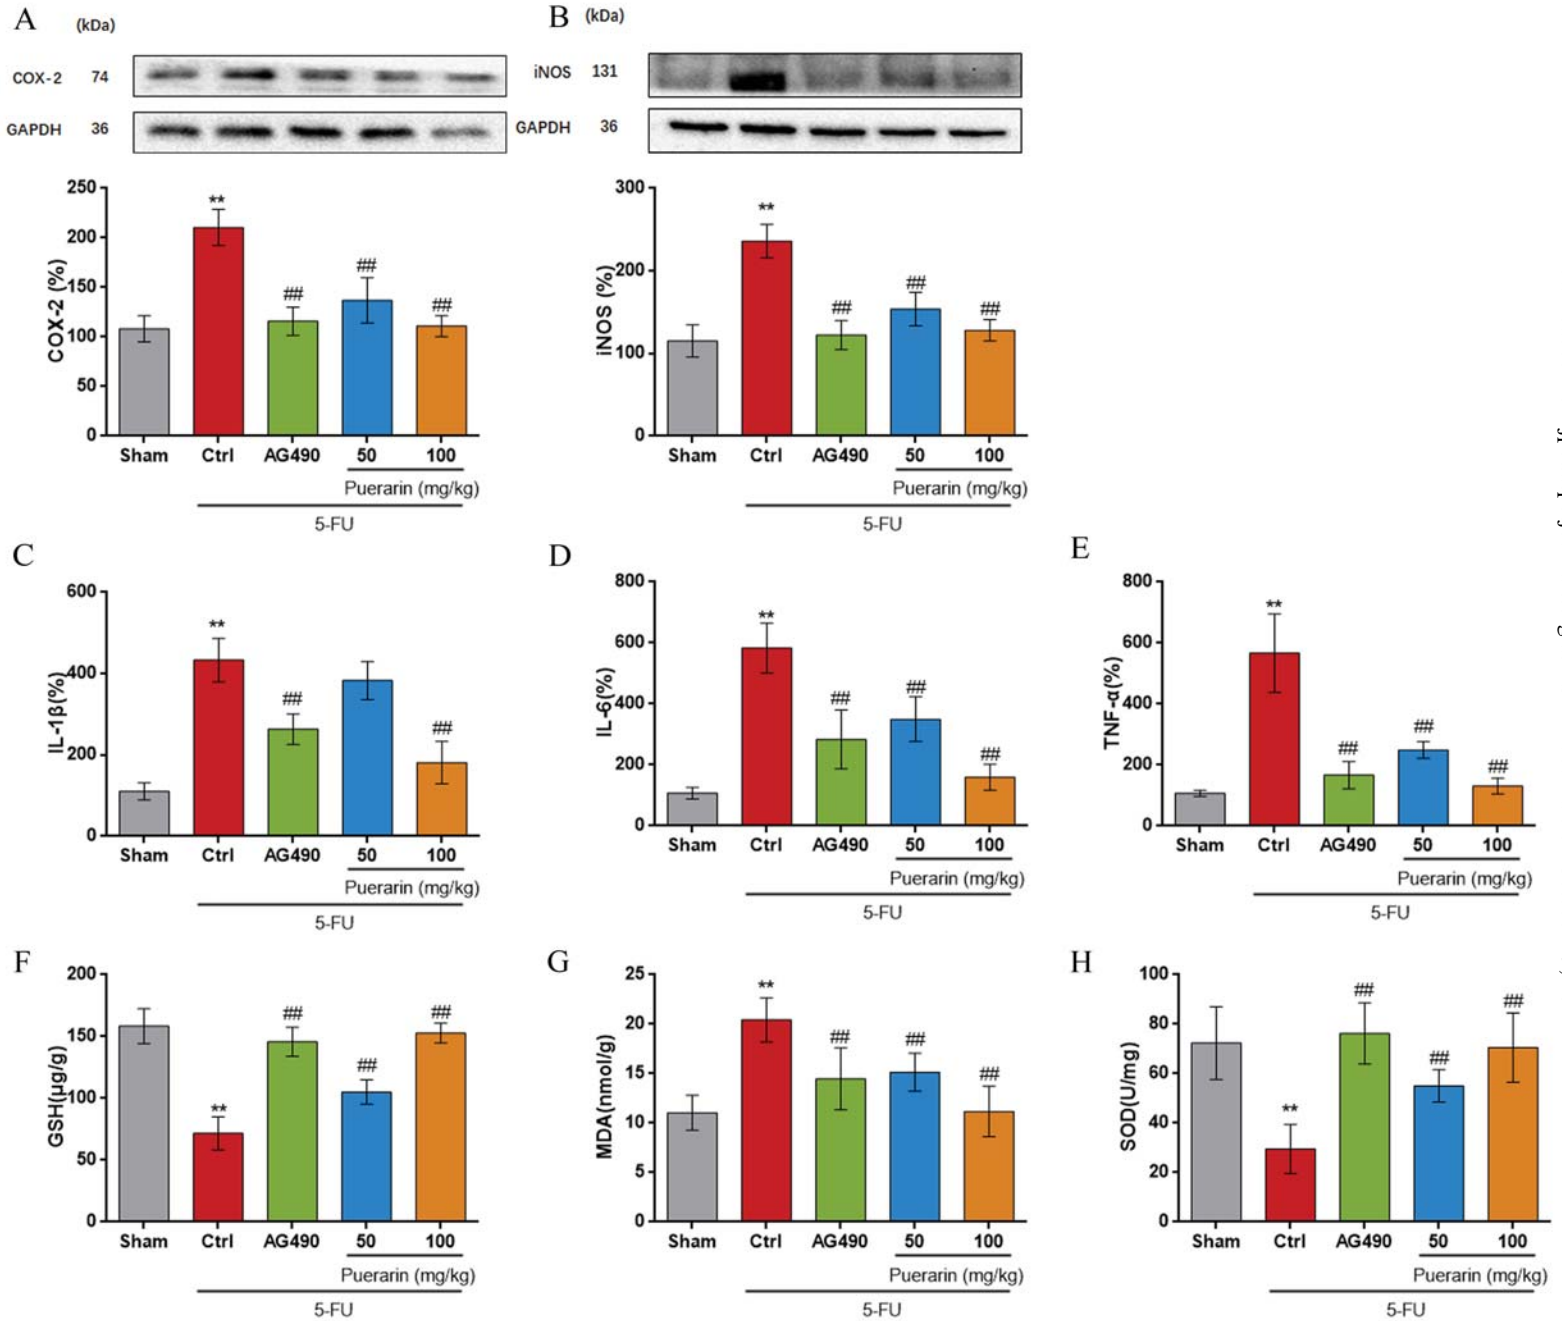 A (kDa)
COX-2 74
GAPDH 36
250
200
150
100
50
0
COX-2 (%)
**
##
##
##
Sham Ctrl AG490 50 100
Puerarin (mg/kg)
5-FU
B (kDa)
iNOS 131
GAPDH 36
300
200
100
0
iNOS (%)
**
##
##
##
Sham Ctrl AG490 50 100
Puerarin (mg/kg)
5-FU
C
600
400
200
0
IL-1β(%)
**
##
##
Sham Ctrl AG490 50 100
Puerarin (mg/kg)
5-FU
D
800
600
400
200
0
IL-6(%)
**
##
##
##
Sham Ctrl AG490 50 100
Puerarin (mg/kg)
5-FU
E
800
600
400
200
0
TNF-α(%)
**
##
##
##
Sham Ctrl AG490 50 100
Puerarin (mg/kg)
5-FU
F
200
150
100
50
0
GSH(μg/g)
**
##
##
##
Sham Ctrl AG490 50 100
Puerarin (mg/kg)
5-FU
G
25
20
15
10
5
0
MDA(nmol/g)
**
##
##
##
Sham Ctrl AG490 50 100
Puerarin (mg/kg)
5-FU
H
100
80
60
40
20
0
SOD(U/mg)
**
##
##
##
Sham Ctrl AG490 50 100
Puerarin (mg/kg)
5-FU